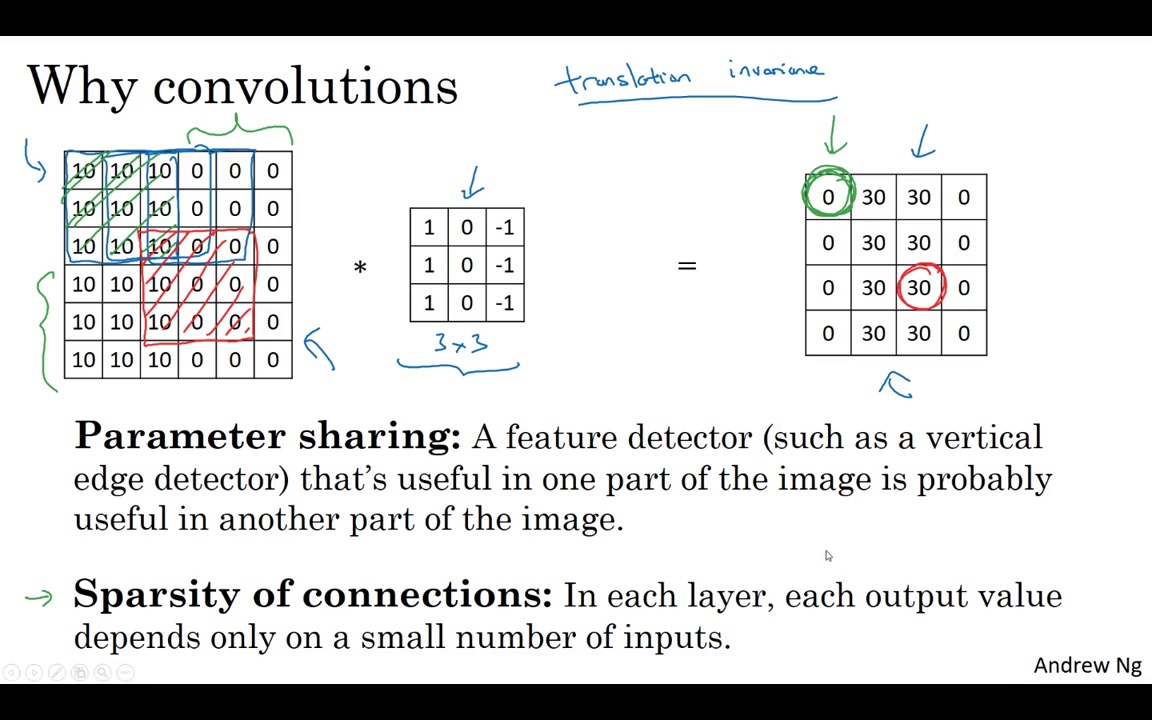 Why convolutions
translation invariance
10 10 10 0 0 0
10 10 10 0 0 0
10 10 10 0 0 0
10 10 10 0 0 0
10 10 10 0 0 0
10 10 10 0 0 0
*
1 0 -1
1 0 -1
1 0 -1
3x3
=
0 30 30 0
0 30 30 0
0 30 30 0
0 30 30 0
Parameter sharing: A feature detector (such as a vertical
edge detector) that's useful in one part of the image is probably
useful in another part of the image.
→ Sparsity of connections: In each layer, each output value
depends only on a small number of inputs.
Andrew Ng